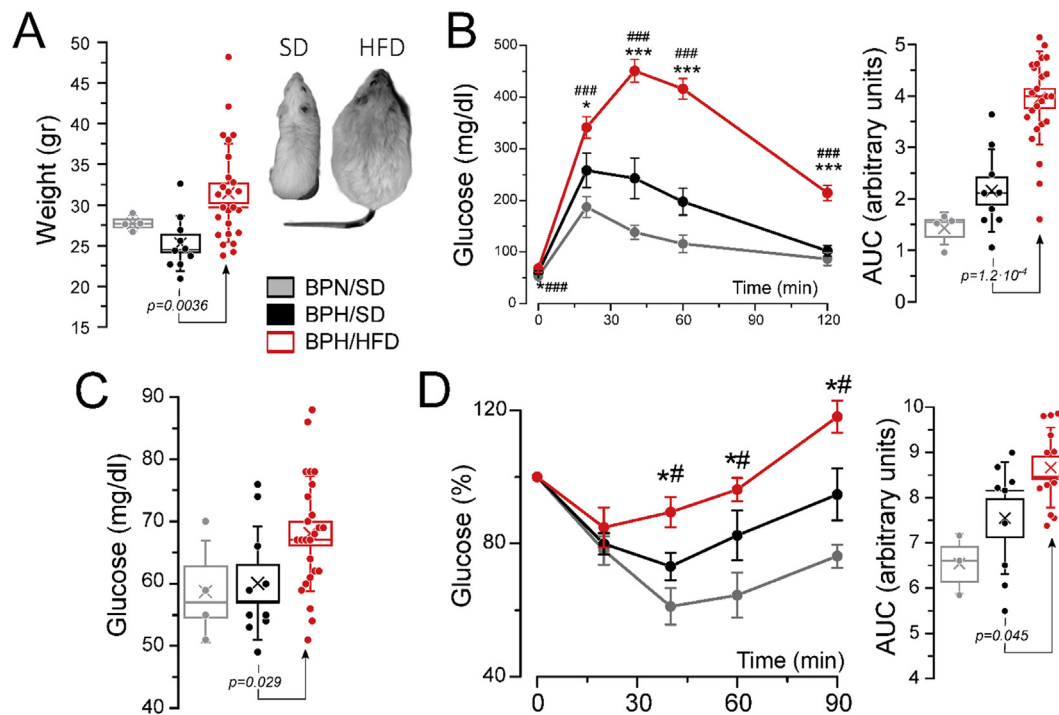 A
Weight (gr)
50
45
40
35
30
25
20
15
p=0.0036
SD HFD
BPN/SD
BPH/SD
BPH/HFD
B
Glucose (mg/dl)
500
400
300
200
100
0
###
*
###
***
###
***
###
***
*###
Time (min)
0 20 40 60 80 100 120
AUC (arbitrary units)
5
4
3
2
1
0
p=1.2·10⁻⁴
C
Glucose (mg/dl)
90
80
70
60
50
40
p=0.029
D
Glucose (%)
120
80
40
*#
*#
*#
Time (min)
0 30 60 90
AUC (arbitrary units)
10
9
8
7
6
5
4
p=0.045